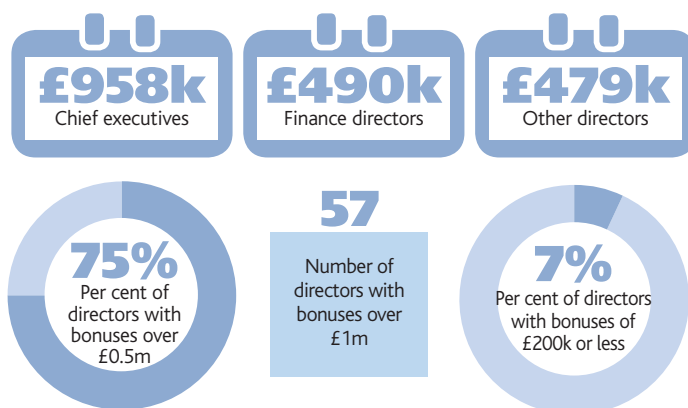 £958k
Chief executives
£490k
Finance directors
£479k
Other directors
75%
Per cent of
directors with
bonuses over
£0.5m
57
Number of
directors with
bonuses over
£1m
7%
Per cent of directors
with bonuses of
£200k or less